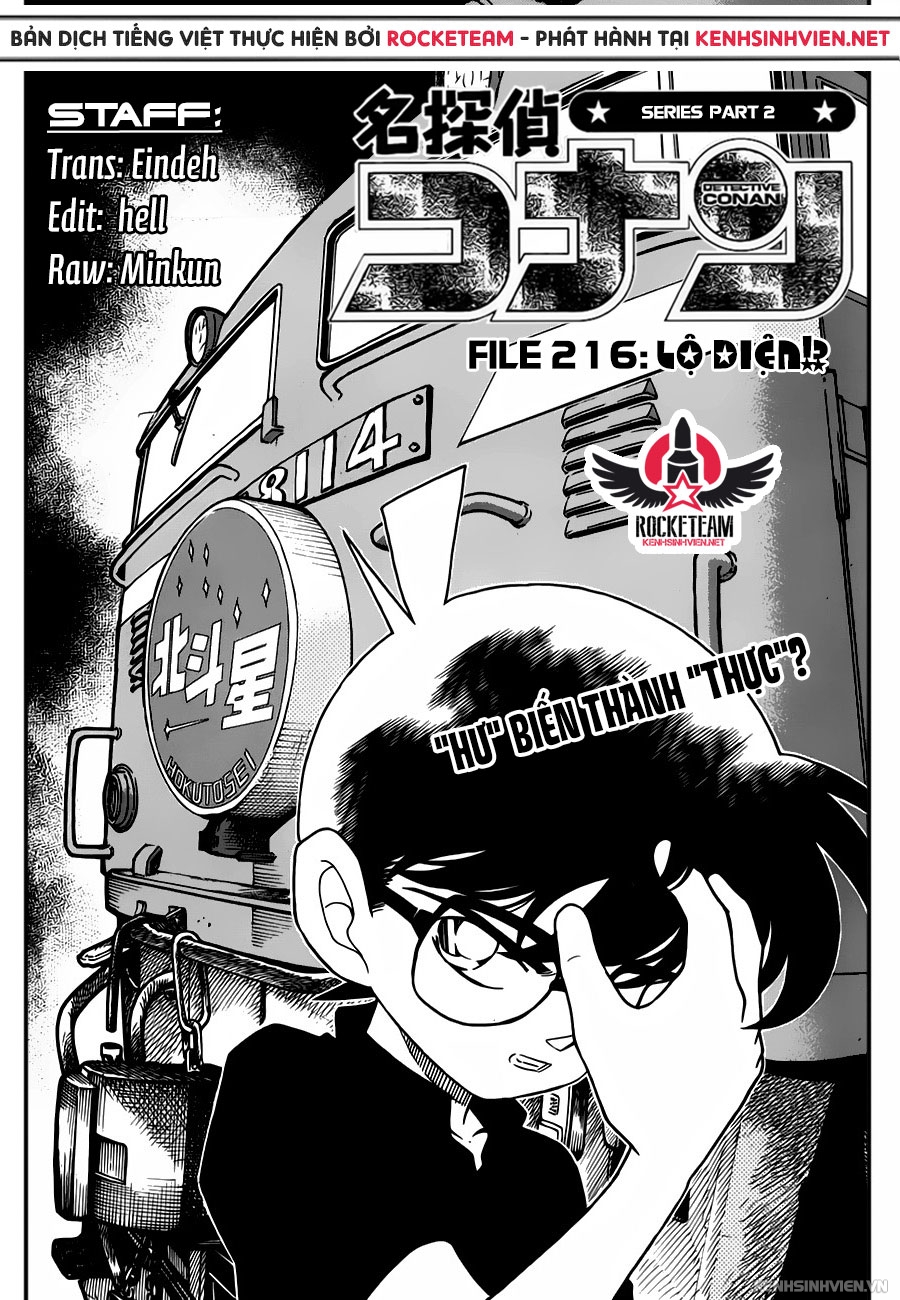 BẢN DỊCH TIẾNG VIỆT THỰC HIỆN BỞI ROCKETEAM - PHÁT HÀNH TẠI KENHSINHVIEN.NET
STAFF:
Trans: Eindeh
Edit: hell
Raw: Minkun
SERIES PART 2
名探偵
コナン
DETECTIVE
CONAN
FILE 216: LỘ DIỆN!?
8114
ROCKETEAM
KENHSINHVIEN.NET
北斗星
HOKUTOSEI
"HƯ" BIẾN THÀNH "THỰC"?
KENHSINHVIEN.VN